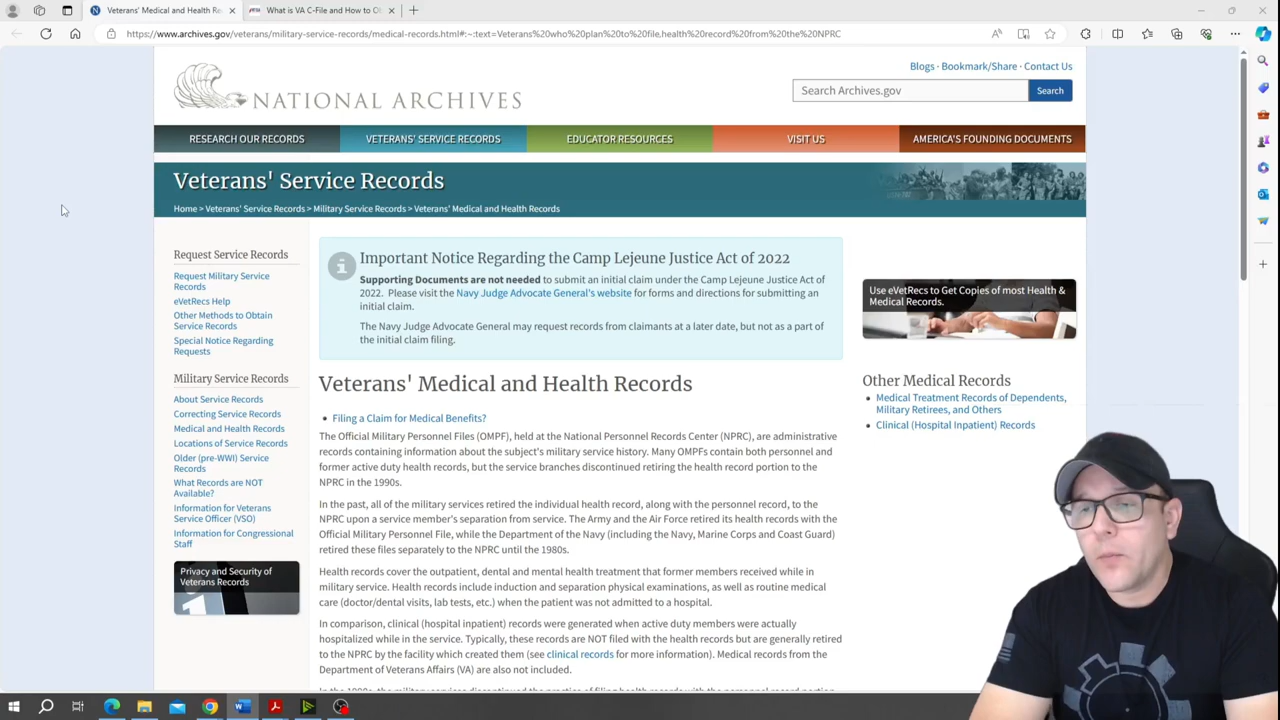 Veterans' Medical and Health Re
What is VA C-File and How to O
https://www.archives.gov/veterans/military-service-records/medical-records.html#:~:text=Veterans%20who%20plan%20to%20file,health%20record%20from%20the%20NPRC
Blogs · Bookmark/Share · Contact Us
NATIONAL ARCHIVES
Search Archives.gov
Search
RESEARCH OUR RECORDS
VETERANS' SERVICE RECORDS
EDUCATOR RESOURCES
VISIT US
AMERICA'S FOUNDING DOCUMENTS
Veterans' Service Records
Home > Veterans' Service Records > Military Service Records > Veterans' Medical and Health Records
Request Service Records
Request Military Service
Records
eVetRecs Help
Other Methods to Obtain
Service Records
Special Notice Regarding
Requests
Military Service Records
About Service Records
Correcting Service Records
Medical and Health Records
Locations of Service Records
Older (pre-WWI) Service
Records
What Records are NOT
Available?
Information for Veterans
Service Officer (VSO)
Information for Congressional
Staff
Privacy and Security of
Veterans Records
Important Notice Regarding the Camp Lejeune Justice Act of 2022
Supporting Documents are not needed to submit an initial claim under the Camp Lejeune Justice Act of
2022. Please visit the Navy Judge Advocate General's website for forms and directions for submitting an
initial claim.
The Navy Judge Advocate General may request records from claimants at a later date, but not as a part of
the initial claim filing.
Veterans' Medical and Health Records
Filing a Claim for Medical Benefits?
The Official Military Personnel Files (OMPF), held at the National Personnel Records Center (NPRC), are administrative
records containing information about the subject's military service history. Many OMPFs contain both personnel and
former active duty health records, but the service branches discontinued retiring the health record portion to the
NPRC in the 1990s.
In the past, all of the military services retired the individual health record, along with the personnel record, to the
NPRC upon a service member's separation from service. The Army and the Air Force retired its health records with the
Official Military Personnel File, while the Department of the Navy (including the Navy, Marine Corps and Coast Guard)
retired these files separately to the NPRC until the 1980s.
Health records cover the outpatient, dental and mental health treatment that former members received while in
military service. Health records include induction and separation physical examinations, as well as routine medical
care (doctor/dental visits, lab tests, etc.) when the patient was not admitted to a hospital.
In comparison, clinical (hospital inpatient) records were generated when active duty members were actually
hospitalized while in the service. Typically, these records are NOT filed with the health records but are generally retired
to the NPRC by the facility which created them (see clinical records for more information). Medical records from the
Department of Veterans Affairs (VA) are also not included.
In the 1990s, the military services discontinued the practice of filing health records with the personnel record portion
Use eVetRecs to Get Copies of most Health &
Medical Records.
Other Medical Records
Medical Treatment Records of Dependents,
Military Retirees, and Others
Clinical (Hospital Inpatient) Records